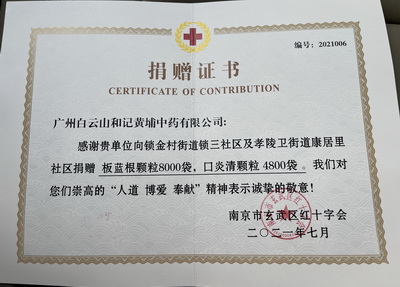 编号：2021006
捐赠证书
CERTIFICATE OF CONTRIBUTION
广州白云山和记黄埔中药有限公司：
感谢贵单位向锁金村街道锁三社区及孝陵卫街道康居里
社区捐赠 板蓝根颗粒8000袋，口炎清颗粒 4800袋。我们对
您们崇高的“人道 博爱 奉献”精神表示诚挚的敬意！
南京市玄武区红十字会
二〇二一年七月